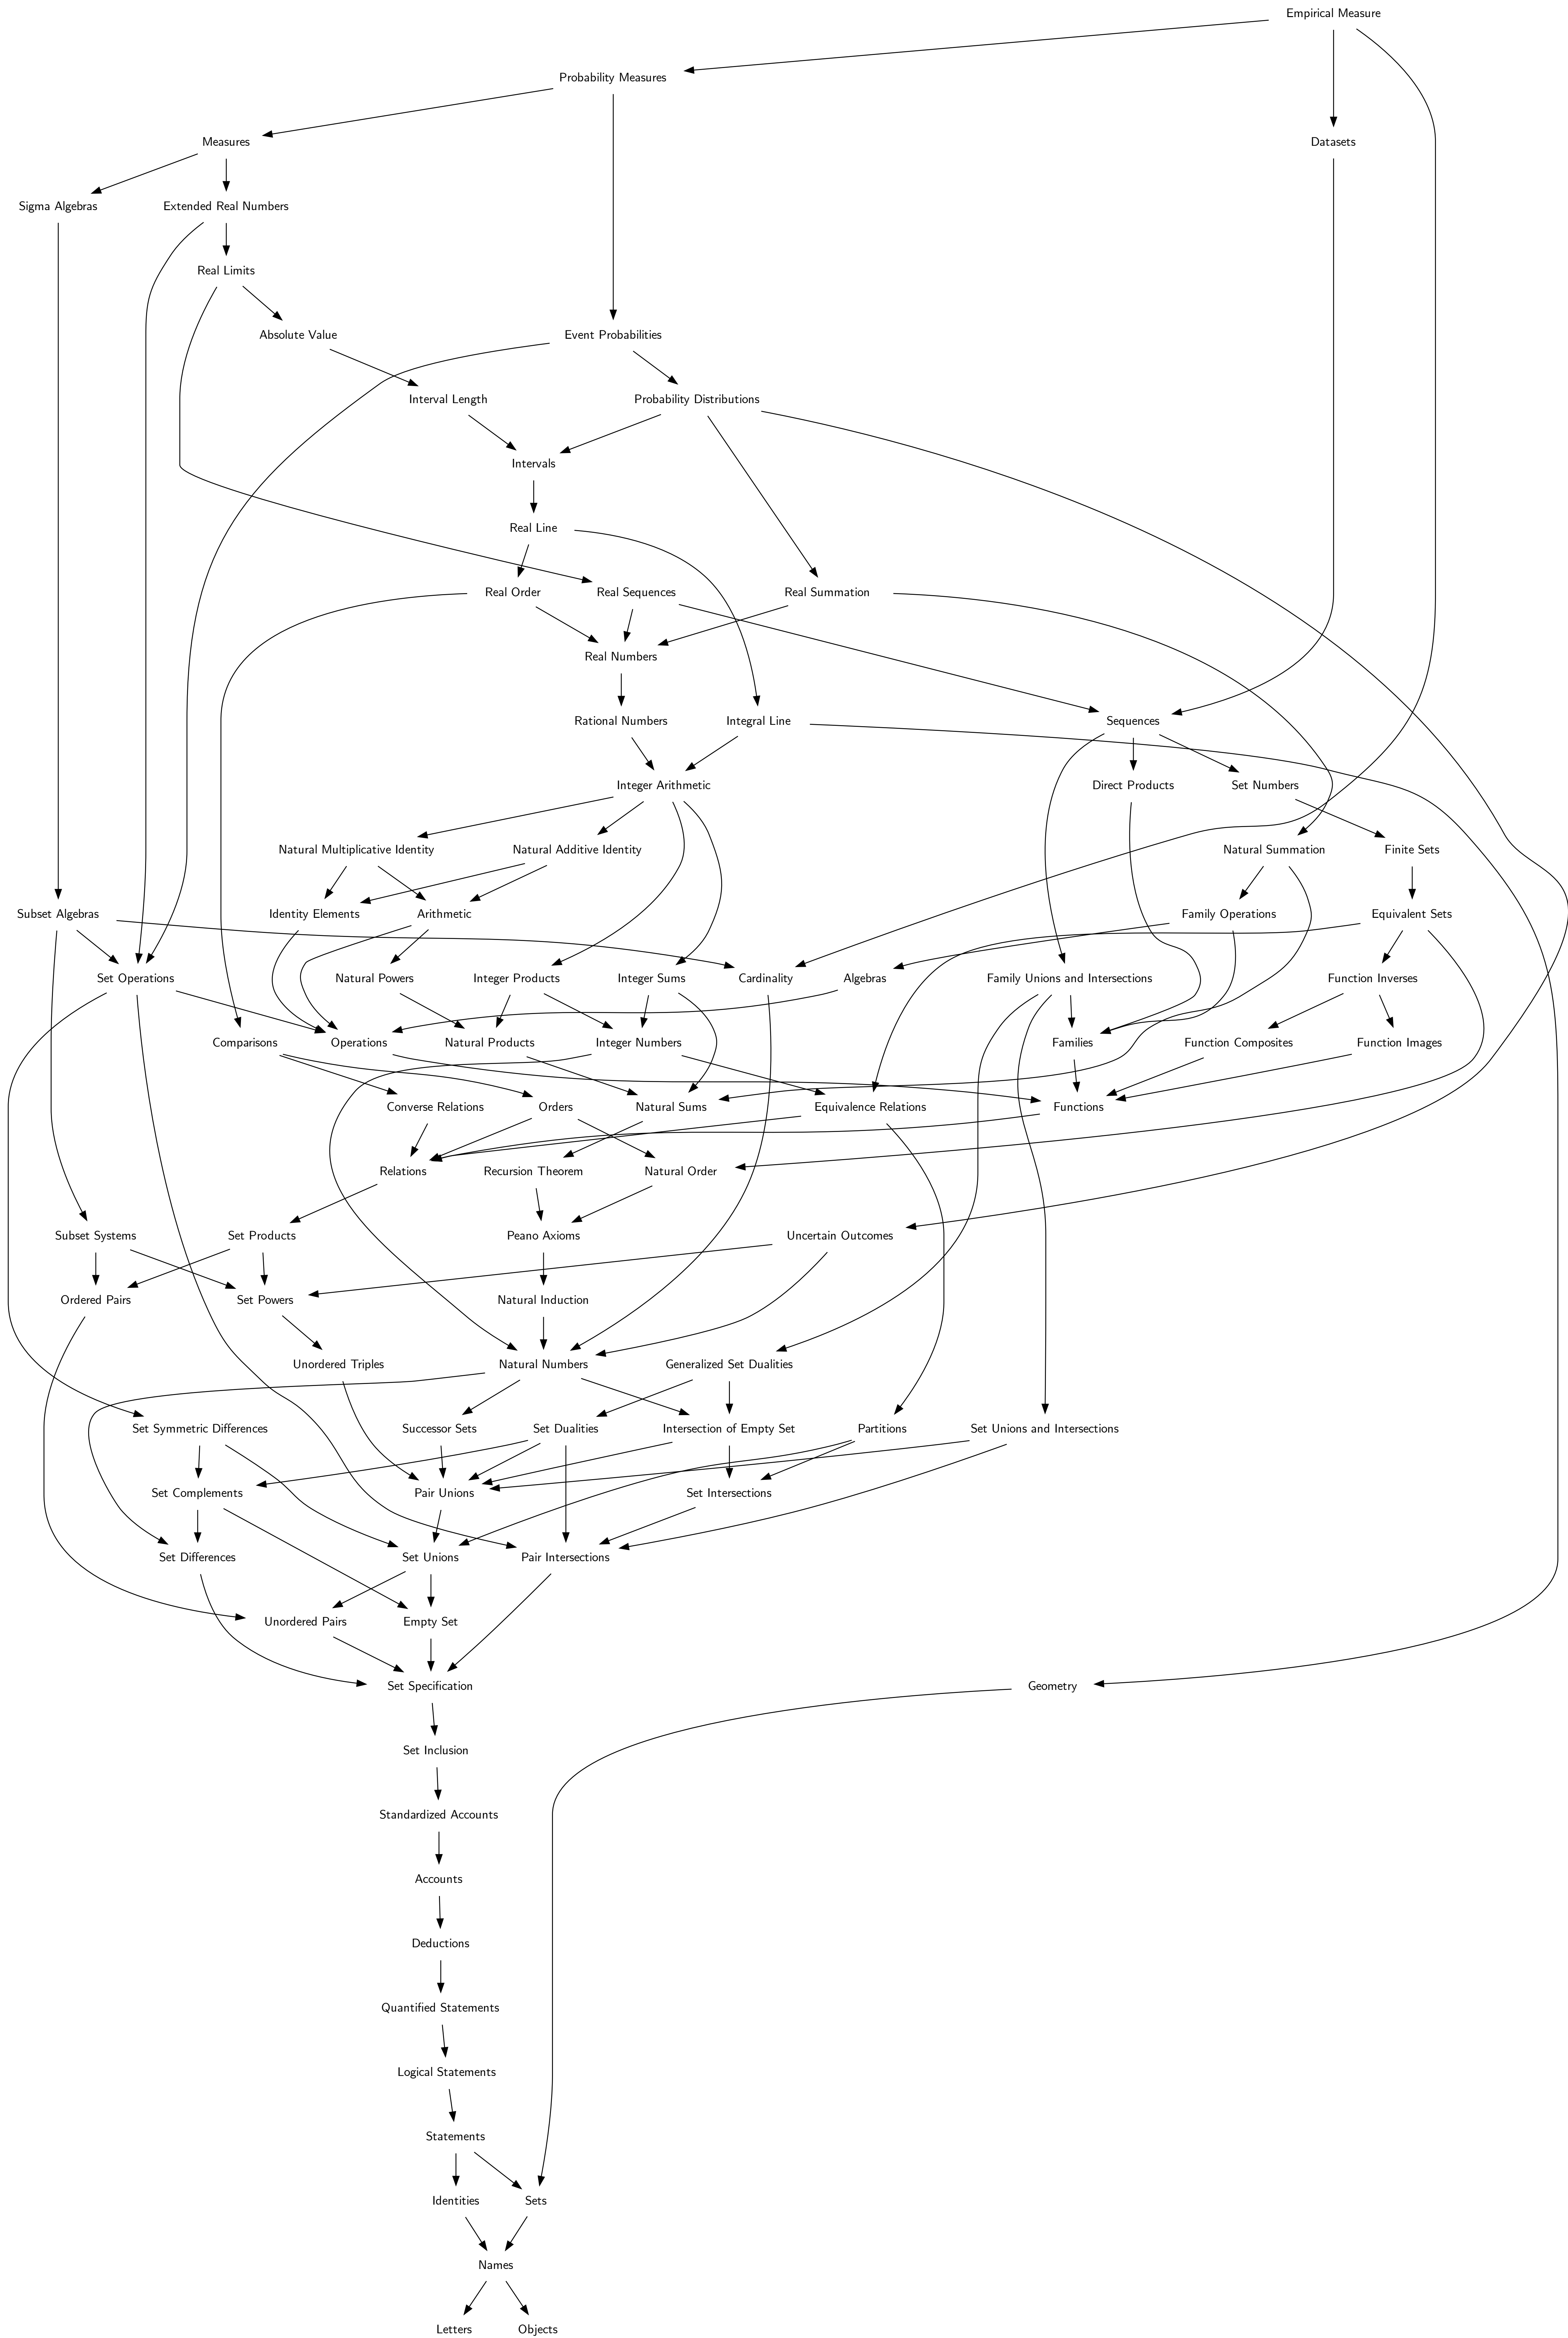 Empirical Measure
Probability Measures
Measures
Datasets
Sigma Algebras
Extended Real Numbers
Real Limits
Absolute Value
Event Probabilities
Interval Length
Probability Distributions
Intervals
Real Line
Real Order
Real Sequences
Real Summation
Real Numbers
Rational Numbers
Integral Line
Sequences
Integer Arithmetic
Direct Products
Set Numbers
Natural Multiplicative Identity
Natural Additive Identity
Natural Summation
Finite Sets
Subset Algebras
Identity Elements
Arithmetic
Family Operations
Equivalent Sets
Set Operations
Natural Powers
Integer Products
Integer Sums
Cardinality
Algebras
Family Unions and Intersections
Function Inverses
Comparisons
Operations
Natural Products
Integer Numbers
Families
Function Composites
Function Images
Converse Relations
Orders
Natural Sums
Equivalence Relations
Functions
Relations
Recursion Theorem
Natural Order
Subset Systems
Set Products
Peano Axioms
Uncertain Outcomes
Ordered Pairs
Set Powers
Natural Induction
Unordered Triples
Natural Numbers
Generalized Set Dualities
Set Symmetric Differences
Successor Sets
Set Dualities
Intersection of Empty Set
Partitions
Set Unions and Intersections
Set Complements
Pair Unions
Set Intersections
Set Differences
Set Unions
Pair Intersections
Unordered Pairs
Empty Set
Set Specification
Geometry
Set Inclusion
Standardized Accounts
Accounts
Deductions
Quantified Statements
Logical Statements
Statements
Identities
Sets
Names
Letters
Objects